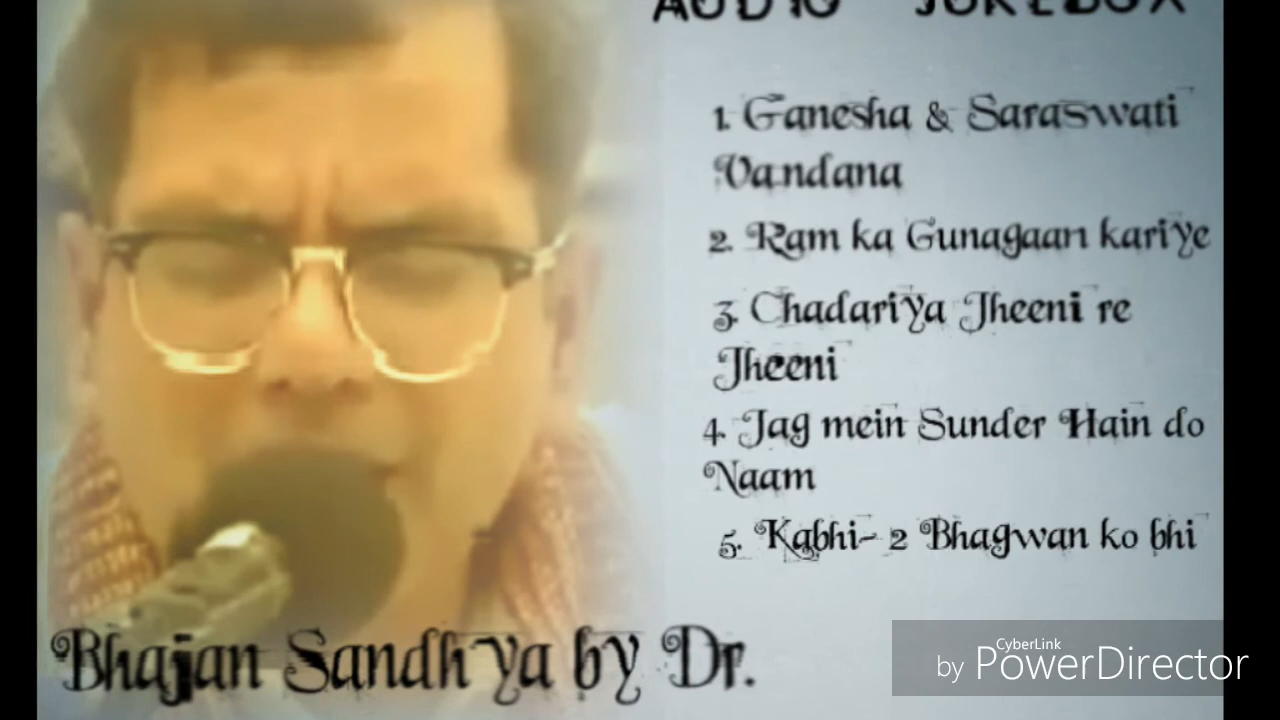 AUDIO JUKEBOX
1. Ganesha & Saraswati
Vandana
2. Ram ka Gunagaan kariye
3. Chadariya Jheeni re
Jheeni
4. Jag mein Sunder Hain do
Naam
5. Kabhi- 2 Bhagwan ko bhi
Bhajan Sandhya by Dr.
CyberLink
by PowerDirector